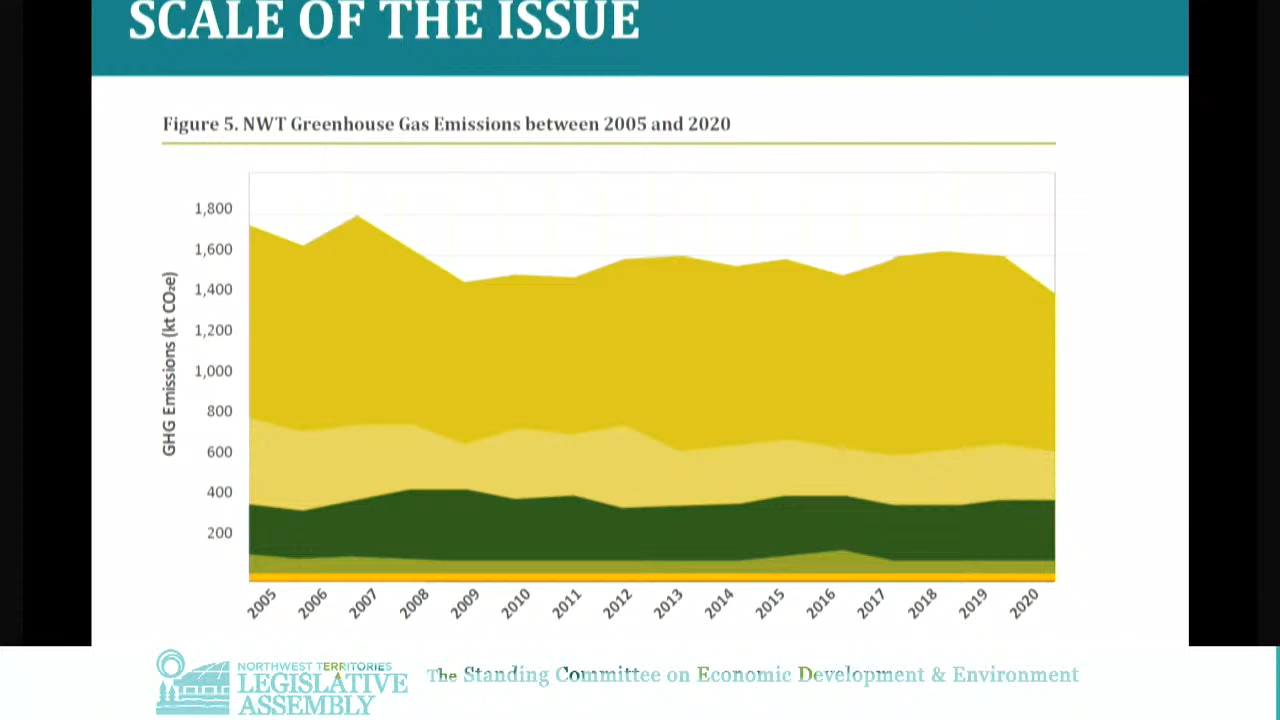 SCALE OF THE ISSUE
Figure 5. NWT Greenhouse Gas Emissions between 2005 and 2020
GHG Emissions (kt CO₂e)
1,800
1,600
1,400
1,200
1,000
800
600
400
200
2005 2006 2007 2008 2009 2010 2011 2012 2013 2014 2015 2016 2017 2018 2019 2020
NORTHWEST TERRITORIES
LEGISLATIVE
ASSEMBLY
The Standing Committee on Economic Development & Environment